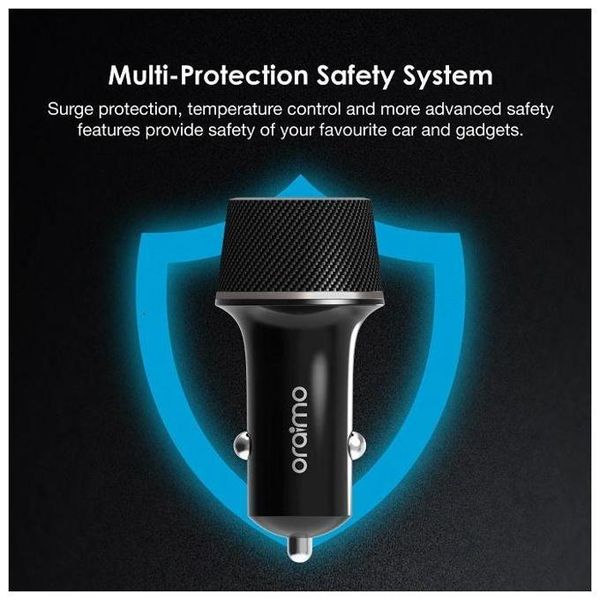 Multi-Protection Safety System
Surge protection, temperature control and more advanced safety
features provide safety of your favourite car and gadgets.
oraimo